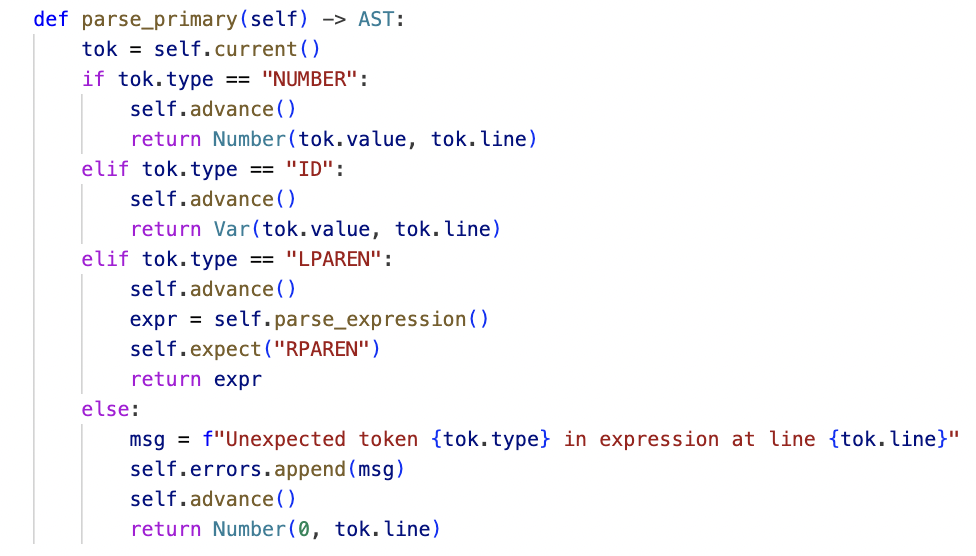 def parse_primary(self) -> AST:
    tok = self.current()
    if tok.type == "NUMBER":
        self.advance()
        return Number(tok.value, tok.line)
    elif tok.type == "ID":
        self.advance()
        return Var(tok.value, tok.line)
    elif tok.type == "LPAREN":
        self.advance()
        expr = self.parse_expression()
        self.expect("RPAREN")
        return expr
    else:
        msg = f"Unexpected token {tok.type} in expression at line {tok.line}"
        self.errors.append(msg)
        self.advance()
        return Number(0, tok.line)